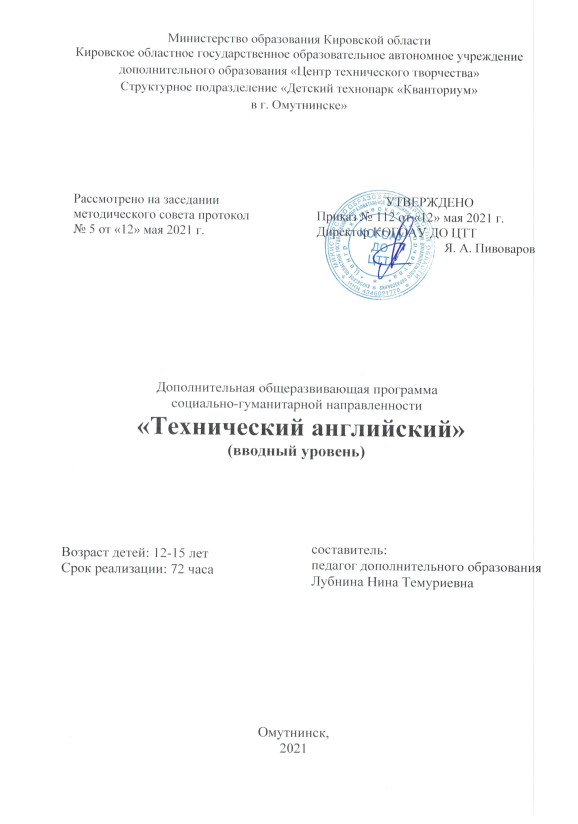 Министерство образования Кировской области
Кировское областное государственное образовательное автономное учреждение
дополнительного образования «Центр технического творчества»
Структурное подразделение «Детский технопарк «Кванториум»
в г. Омутнинске»
Рассмотрено на заседании
методического совета протокол
№ 5 от «12» мая 2021 г.
УТВЕРЖДЕНО
Приказ № 112 от «12» мая 2021 г.
Директор КОГОАУ ДО ЦТТ
Я. А. Пивоваров
ДО
ЦТТ
Дополнительная общеразвивающая программа
социально-гуманитарной направленности
«Технический английский»
(вводный уровень)
Возраст детей: 12-15 лет
Срок реализации: 72 часа
составитель:
педагог дополнительного образования
Лубнина Нина Темуриевна
Омутнинск,
2021